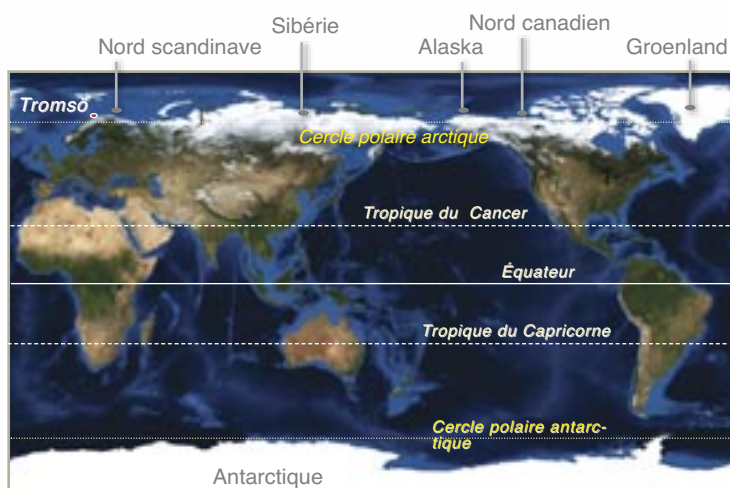 Nord scandinave
Sibérie
Alaska
Nord canadien
Groenland
Tromsö
Cercle polaire arctique
Tropique du Cancer
Équateur
Tropique du Capricorne
Cercle polaire antarc-
tique
Antarctique